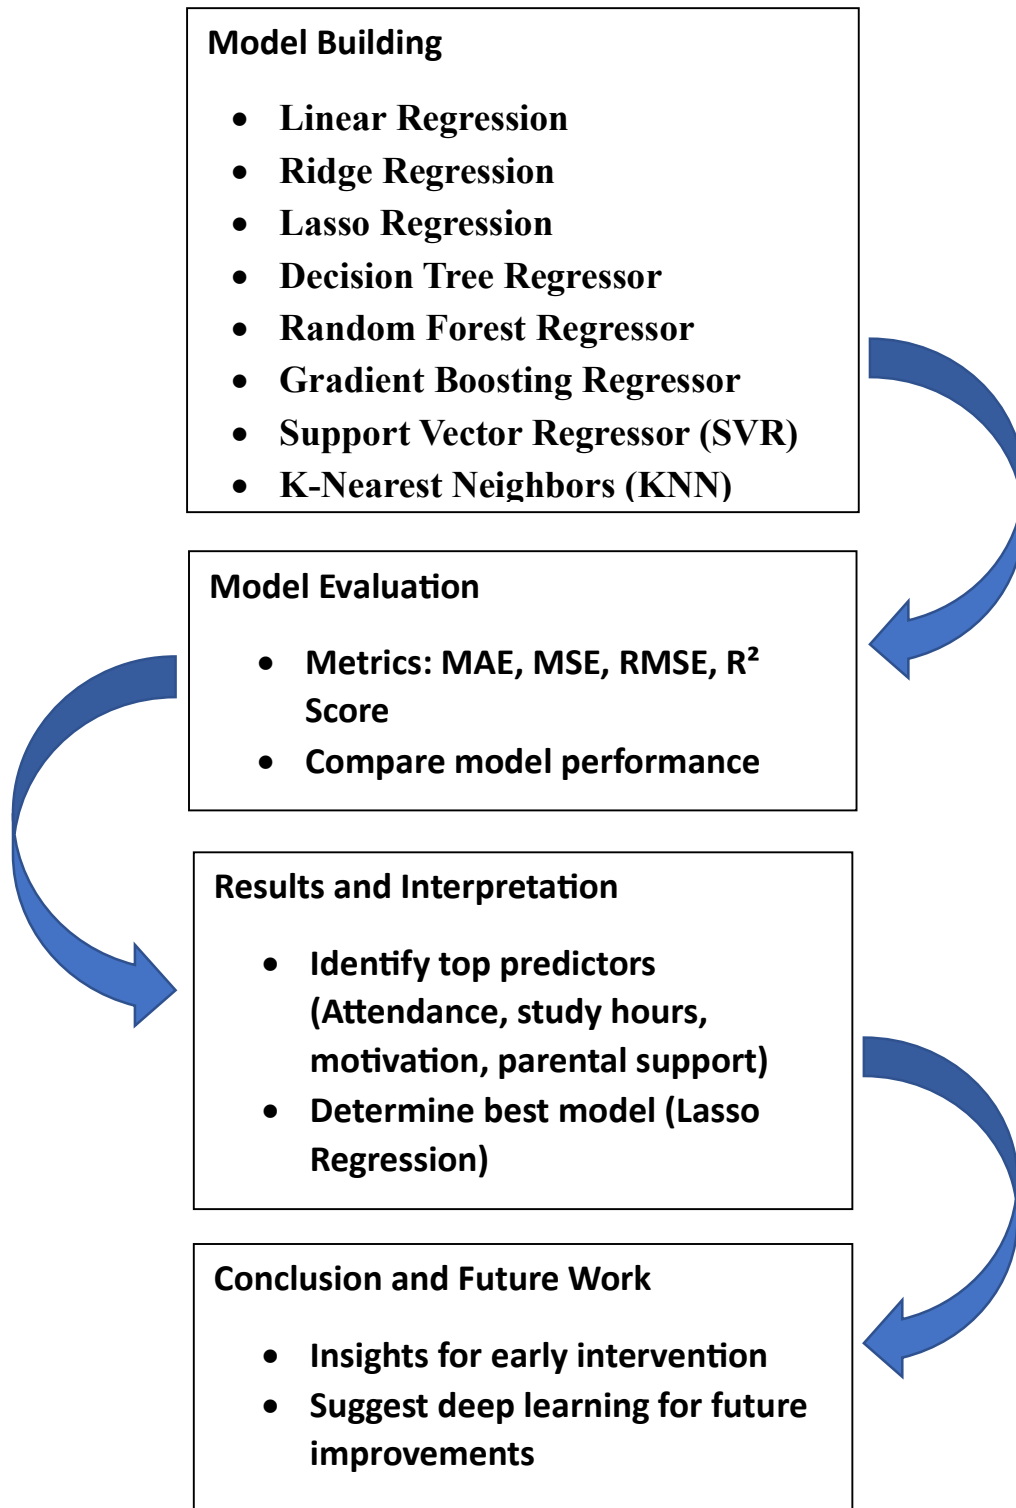 Model Building
• Linear Regression
• Ridge Regression
• Lasso Regression
• Decision Tree Regressor
• Random Forest Regressor
• Gradient Boosting Regressor
• Support Vector Regressor (SVR)
• K-Nearest Neighbors (KNN)
Model Evaluation
• Metrics: MAE, MSE, RMSE, R²
Score
• Compare model performance
Results and Interpretation
• Identify top predictors
(Attendance, study hours,
motivation, parental support)
• Determine best model (Lasso
Regression)
Conclusion and Future Work
• Insights for early intervention
• Suggest deep learning for future
improvements